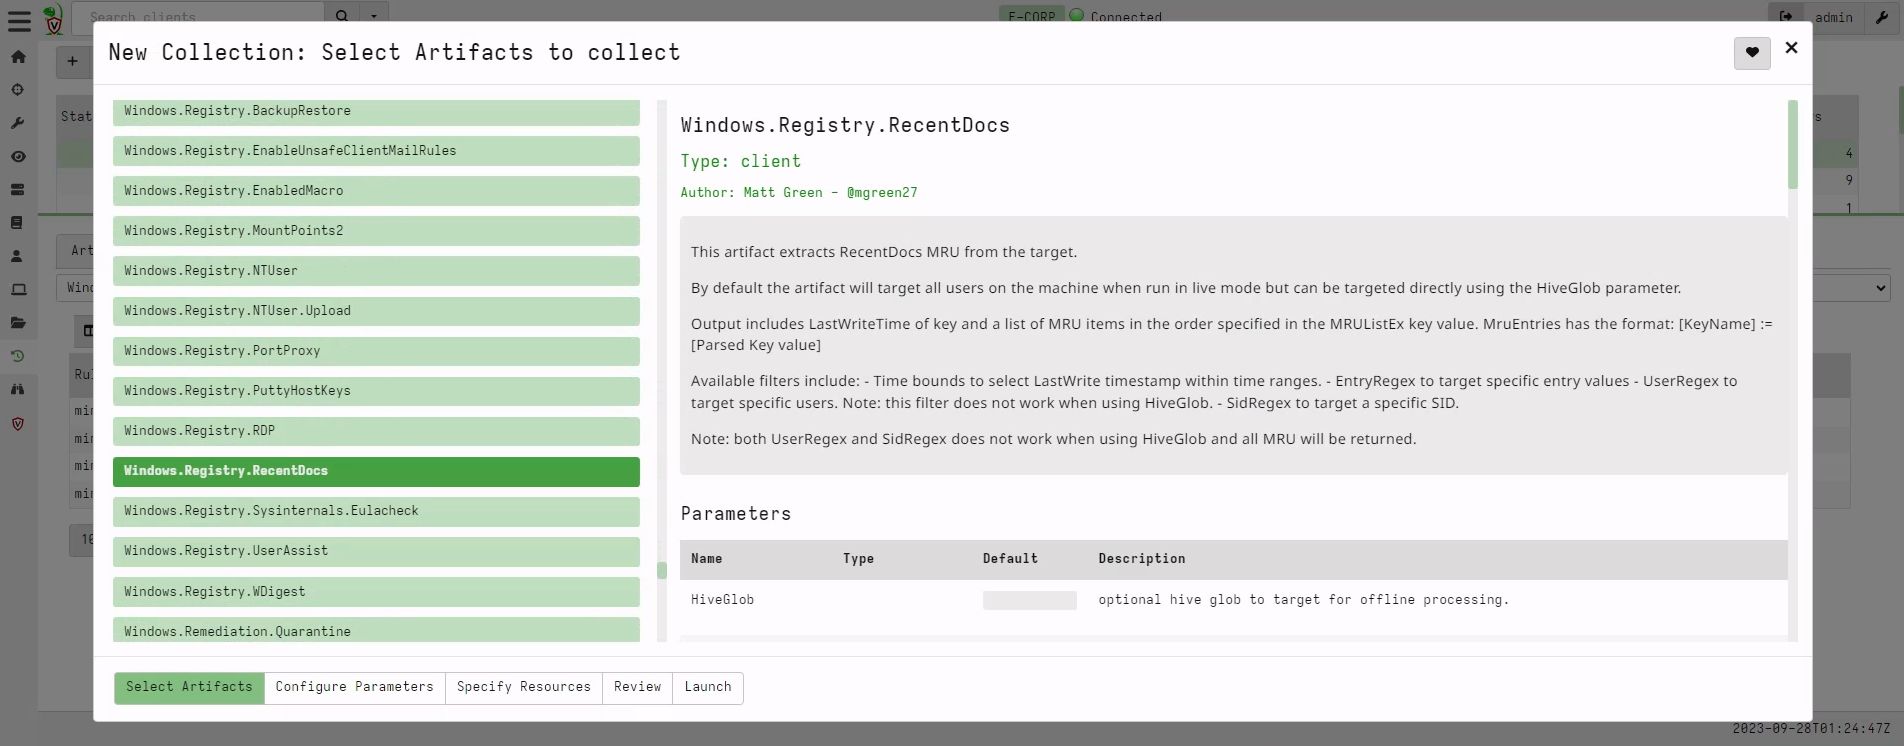 Search clients
E-CORP
Connected
admin
New Collection: Select Artifacts to collect
Windows.Registry.BackupRestore
Windows.Registry.EnableUnsafeClientMailRules
Windows.Registry.EnabledMacro
Windows.Registry.MountPoints2
Windows.Registry.NTUser
Windows.Registry.NTUser.Upload
Windows.Registry.PortProxy
Windows.Registry.PuttyHostKeys
Windows.Registry.RDP
Windows.Registry.RecentDocs
Windows.Registry.Sysinternals.Eulacheck
Windows.Registry.UserAssist
Windows.Registry.WDigest
Windows.Remediation.Quarantine
Windows.Registry.RecentDocs
Type: client
Author: Matt Green - @mgreen27
This artifact extracts RecentDocs MRU from the target.
By default the artifact will target all users on the machine when run in live mode but can be targeted directly using the HiveGlob parameter.
Output includes LastWriteTime of key and a list of MRU items in the order specified in the MRUListEx key value. MruEntries has the format: [KeyName] :=
[Parsed Key value]
Available filters include: - Time bounds to select LastWrite timestamp within time ranges. - EntryRegex to target specific entry values - UserRegex to
target specific users. Note: this filter does not work when using HiveGlob. - SidRegex to target a specific SID.
Note: both UserRegex and SidRegex does not work when using HiveGlob and all MRU will be returned.
Parameters
Name Type Default Description
HiveGlob optional hive glob to target for offline processing.
Select Artifacts Configure Parameters Specify Resources Review Launch
Stat
4
9
1
Art
Wind
Rul
min
min
min
min
10
2023-09-28T01:24:47Z